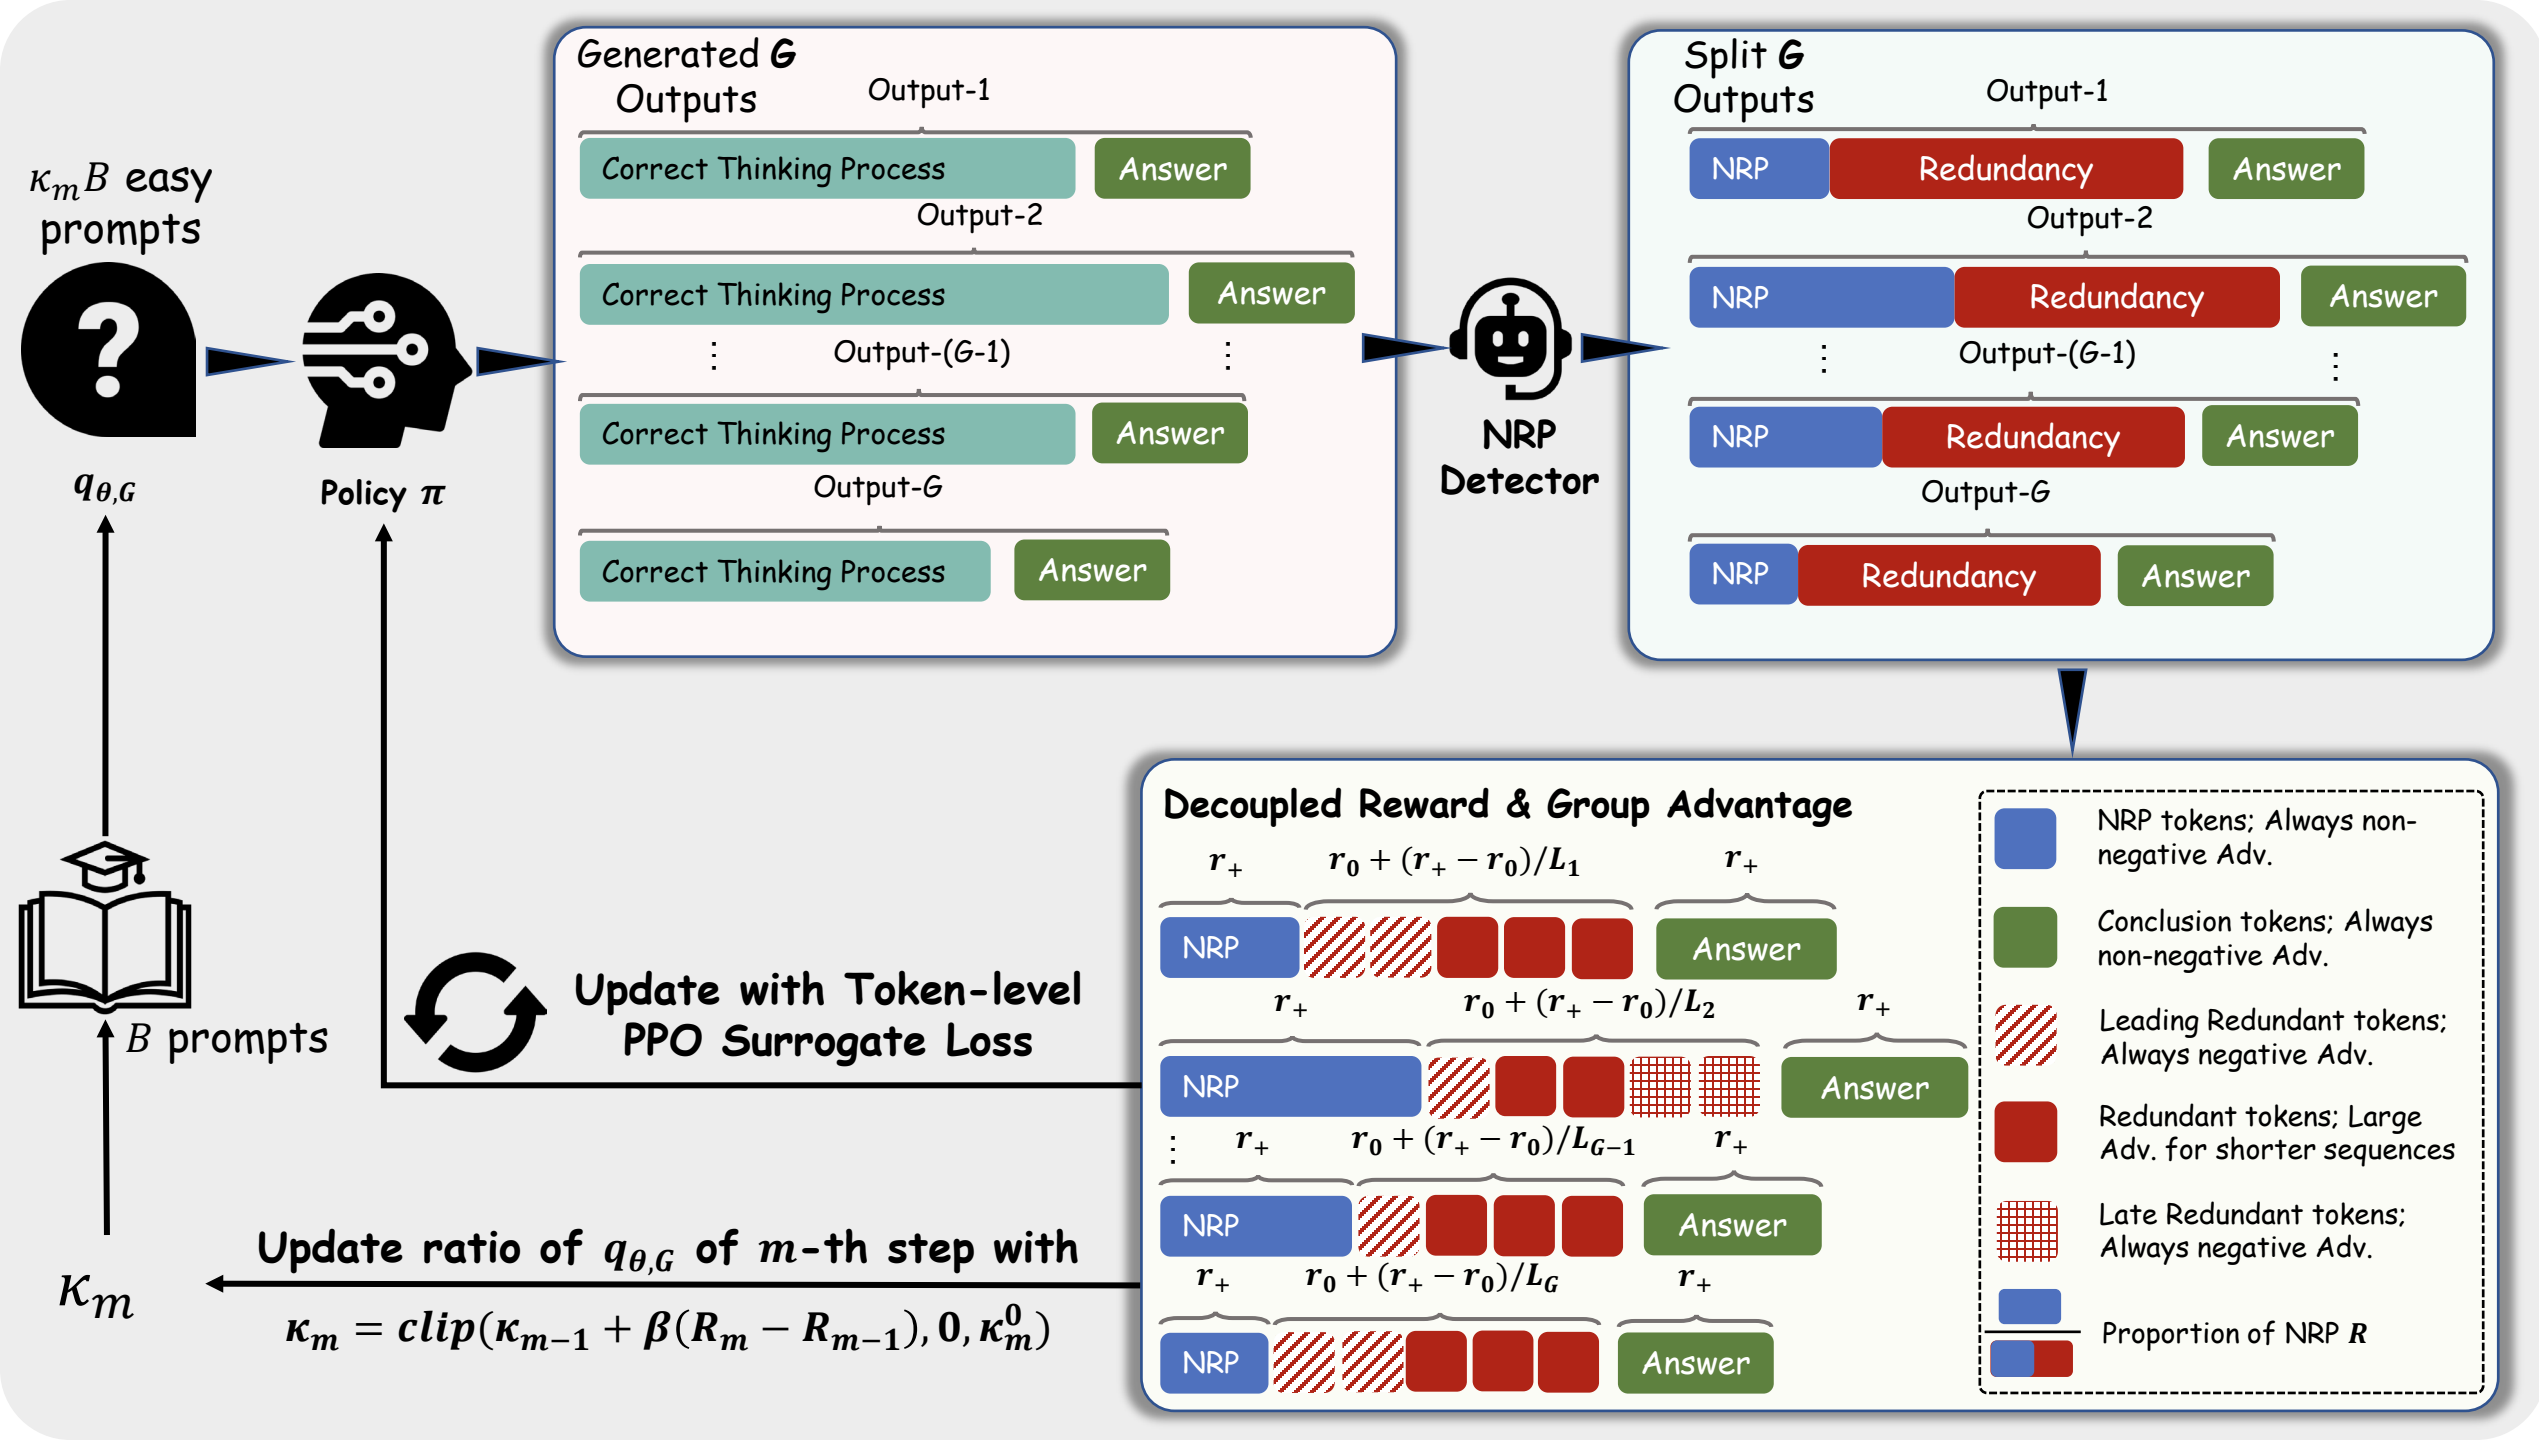 κ_m B easy
prompts
q_θ,G
Policy π
Generated G
Outputs
Output-1
Correct Thinking Process
Answer
Output-2
Correct Thinking Process
Answer
⋮
Output-(G-1)
⋮
Correct Thinking Process
Answer
Output-G
Correct Thinking Process
Answer
NRP
Detector
Split G
Outputs
Output-1
NRP
Redundancy
Answer
Output-2
NRP
Redundancy
Answer
⋮
Output-(G-1)
⋮
NRP
Redundancy
Answer
Output-G
NRP
Redundancy
Answer
Decoupled Reward & Group Advantage
r_+
r_0 + (r_+ − r_0)/L_1
r_+
NRP
Answer
r_+
r_0 + (r_+ − r_0)/L_2
r_+
NRP
Answer
⋮
r_+
r_0 + (r_+ − r_0)/L_{G−1}
r_+
NRP
Answer
r_+
r_0 + (r_+ − r_0)/L_G
r_+
NRP
Answer
NRP tokens; Always non-
negative Adv.
Conclusion tokens; Always
non-negative Adv.
Leading Redundant tokens;
Always negative Adv.
Redundant tokens; Large
Adv. for shorter sequences
Late Redundant tokens;
Always negative Adv.
Proportion of NRP R
Update with Token-level
PPO Surrogate Loss
B prompts
Update ratio of q_θ,G of m-th step with
κ_m = clip(κ_{m−1} + β(R_m − R_{m−1}), 0, κ_m^0)
κ_m